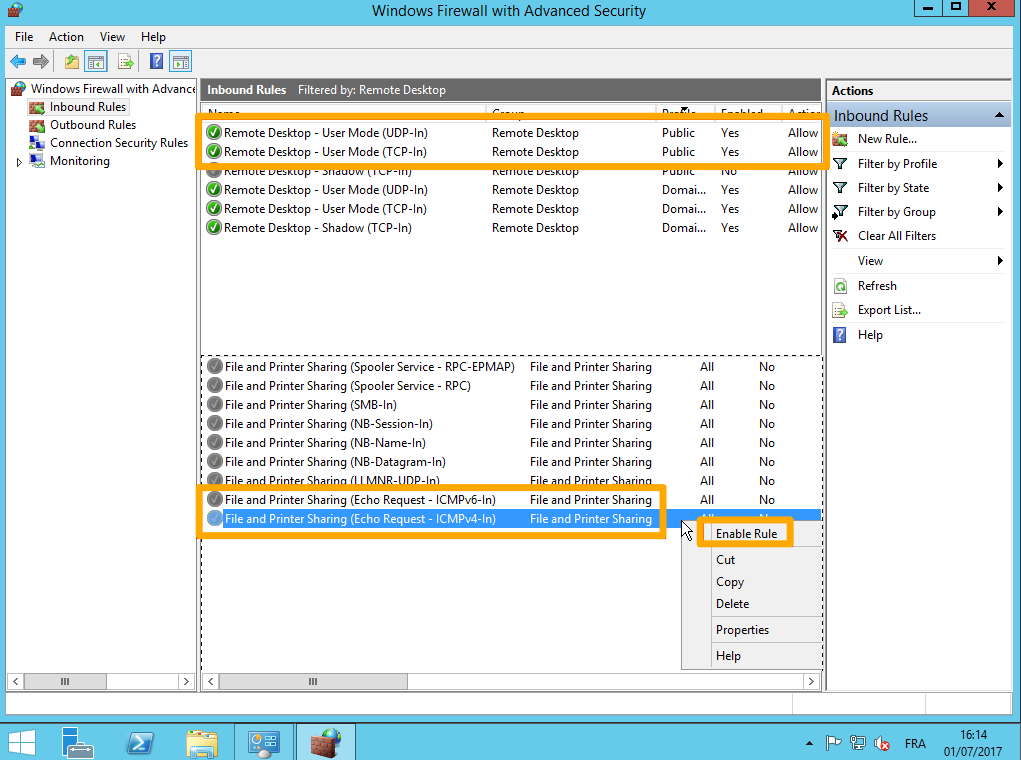 Windows Firewall with Advanced Security
File Action View Help
Windows Firewall with Advance
Inbound Rules
Outbound Rules
Connection Security Rules
Monitoring
Inbound Rules Filtered by: Remote Desktop
Name Group Profile Enabled Action
Remote Desktop - User Mode (UDP-In) Remote Desktop Public Yes Allow
Remote Desktop - User Mode (TCP-In) Remote Desktop Public Yes Allow
Remote Desktop - Shadow (TCP-In) Remote Desktop Public No Allow
Remote Desktop - User Mode (UDP-In) Remote Desktop Domai... Yes Allow
Remote Desktop - User Mode (TCP-In) Remote Desktop Domai... Yes Allow
Remote Desktop - Shadow (TCP-In) Remote Desktop Domai... Yes Allow
File and Printer Sharing (Spooler Service - RPC-EPMAP) File and Printer Sharing All No
File and Printer Sharing (Spooler Service - RPC) File and Printer Sharing All No
File and Printer Sharing (SMB-In) File and Printer Sharing All No
File and Printer Sharing (NB-Session-In) File and Printer Sharing All No
File and Printer Sharing (NB-Name-In) File and Printer Sharing All No
File and Printer Sharing (NB-Datagram-In) File and Printer Sharing All No
File and Printer Sharing (LLMNR-UDP-In) File and Printer Sharing All No
File and Printer Sharing (Echo Request - ICMPv6-In) File and Printer Sharing All No
File and Printer Sharing (Echo Request - ICMPv4-In) File and Printer Sharing All No
Enable Rule
Cut
Copy
Delete
Properties
Help
Actions
Inbound Rules
New Rule...
Filter by Profile
Filter by State
Filter by Group
Clear All Filters
View
Refresh
Export List...
Help
FRA
16:14
01/07/2017